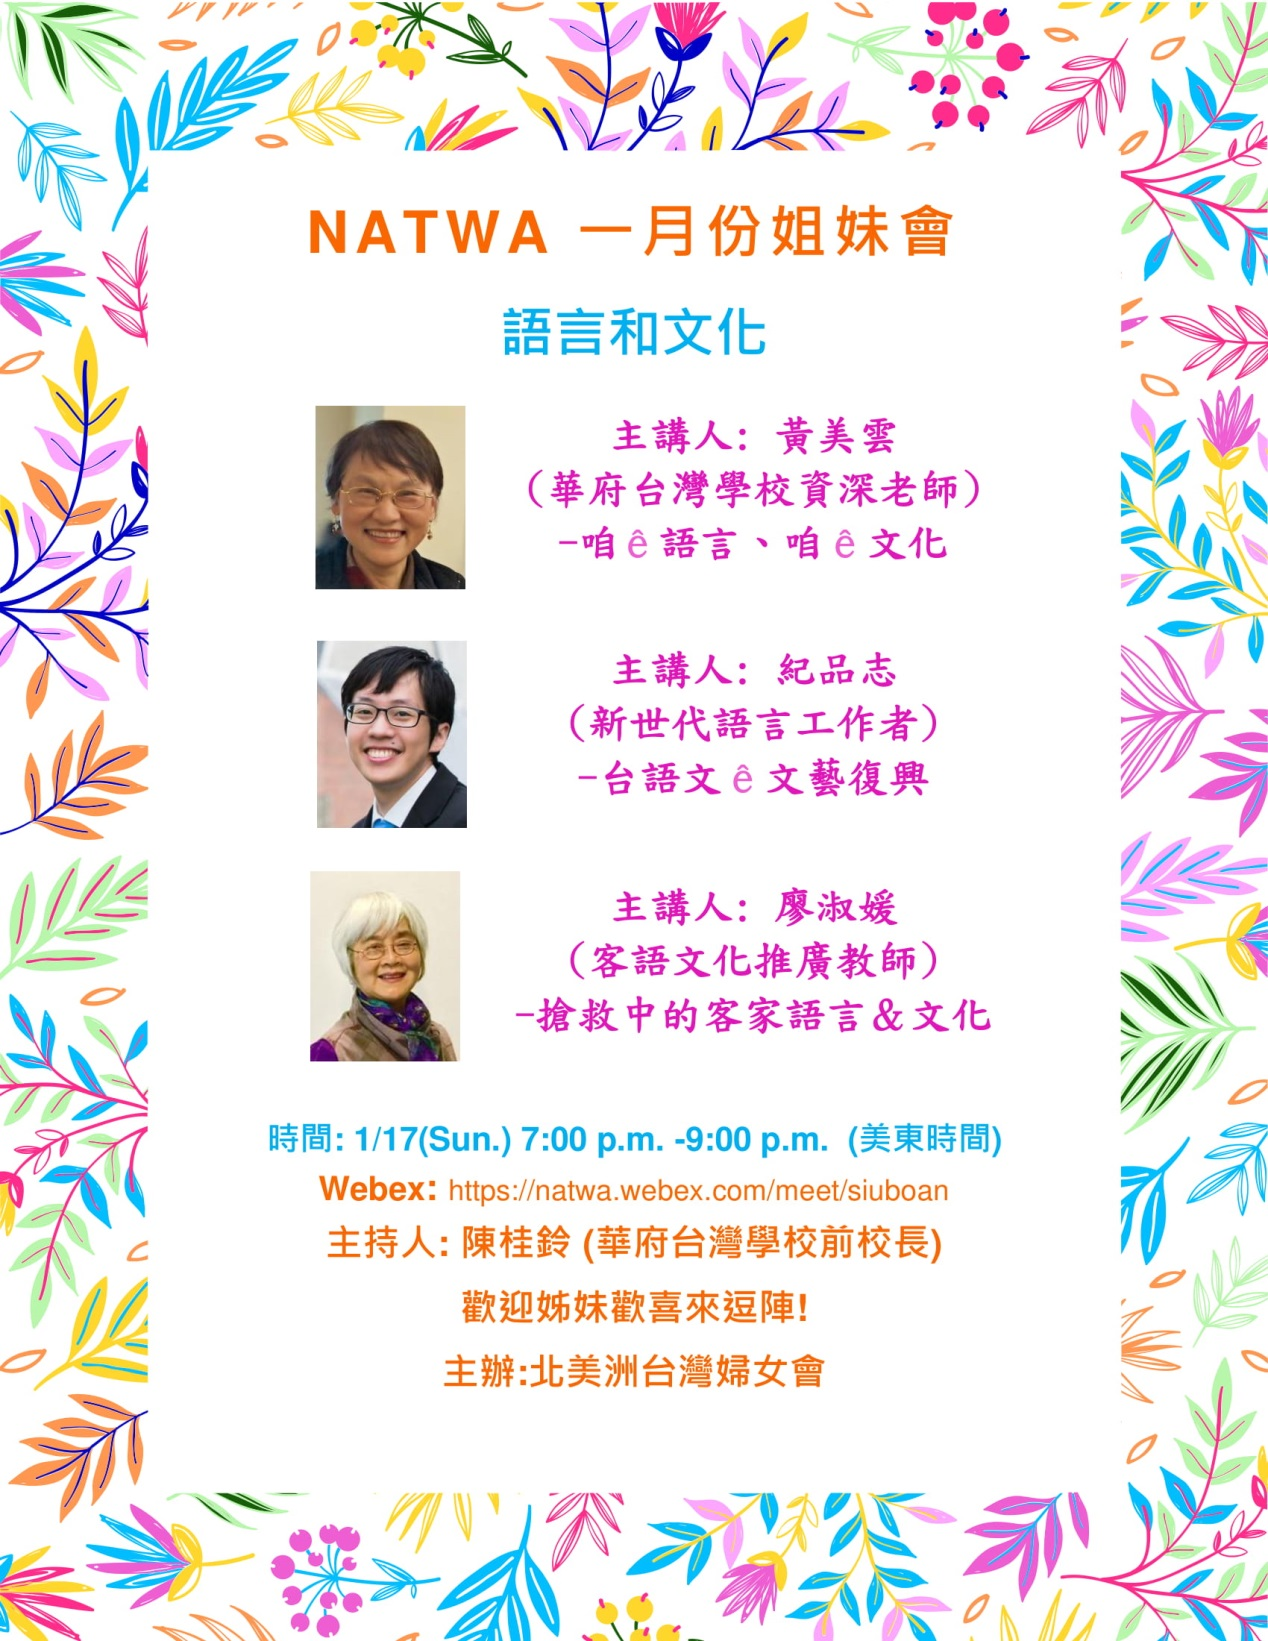 NATWA 一月份姐妹會
語言和文化
主講人: 黃美雲
(華府台灣學校資深老師)
-咱 ê 語言、咱 ê 文化
主講人: 紀品志
(新世代語言工作者)
-台語文 ê 文藝復興
主講人: 廖淑媛
(客語文化推廣教師)
-搶救中的客家語言&文化
時間: 1/17(Sun.) 7:00 p.m. -9:00 p.m. (美東時間)
Webex: https://natwa.webex.com/meet/siuboan
主持人: 陳桂鈴 (華府台灣學校前校長)
歡迎姊妹歡喜來逗陣!
主辦:北美洲台灣婦女會